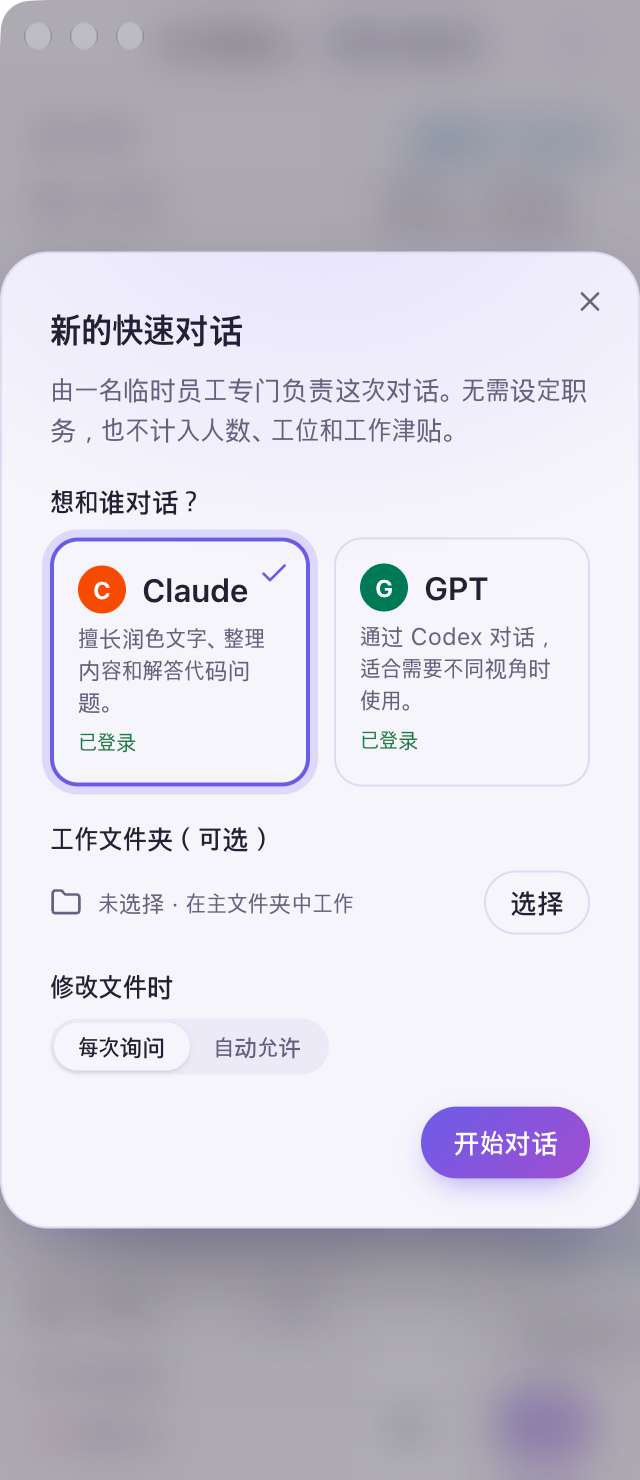 新的快速对话
由一名临时员工专门负责这次对话。无需设定职
务，也不计入人数、工位和工作津贴。
想和谁对话？
C Claude
擅长润色文字、整理
内容和解答代码问
题。
已登录
G GPT
通过 Codex 对话，
适合需要不同视角时
使用。
已登录
工作文件夹（可选）
未选择 · 在主文件夹中工作
选择
修改文件时
每次询问 自动允许
开始对话